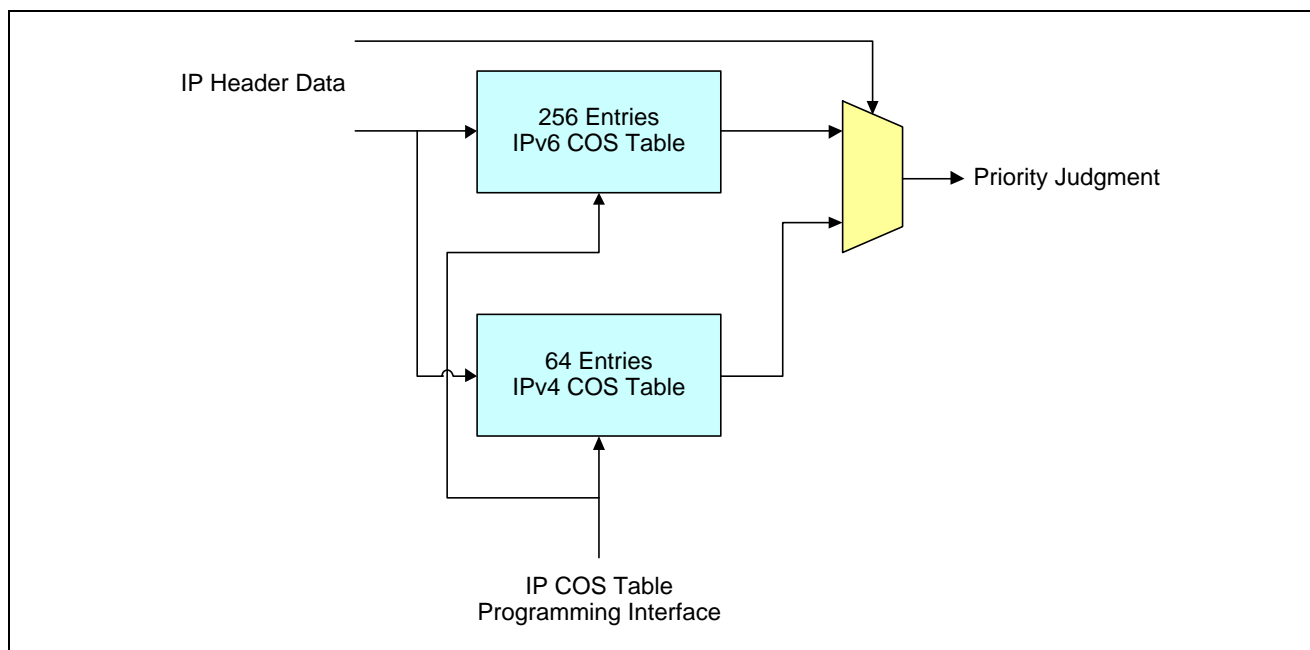 IP Header Data
256 Entries
IPv6 COS Table
Priority Judgment
64 Entries
IPv4 COS Table
IP COS Table
Programming Interface